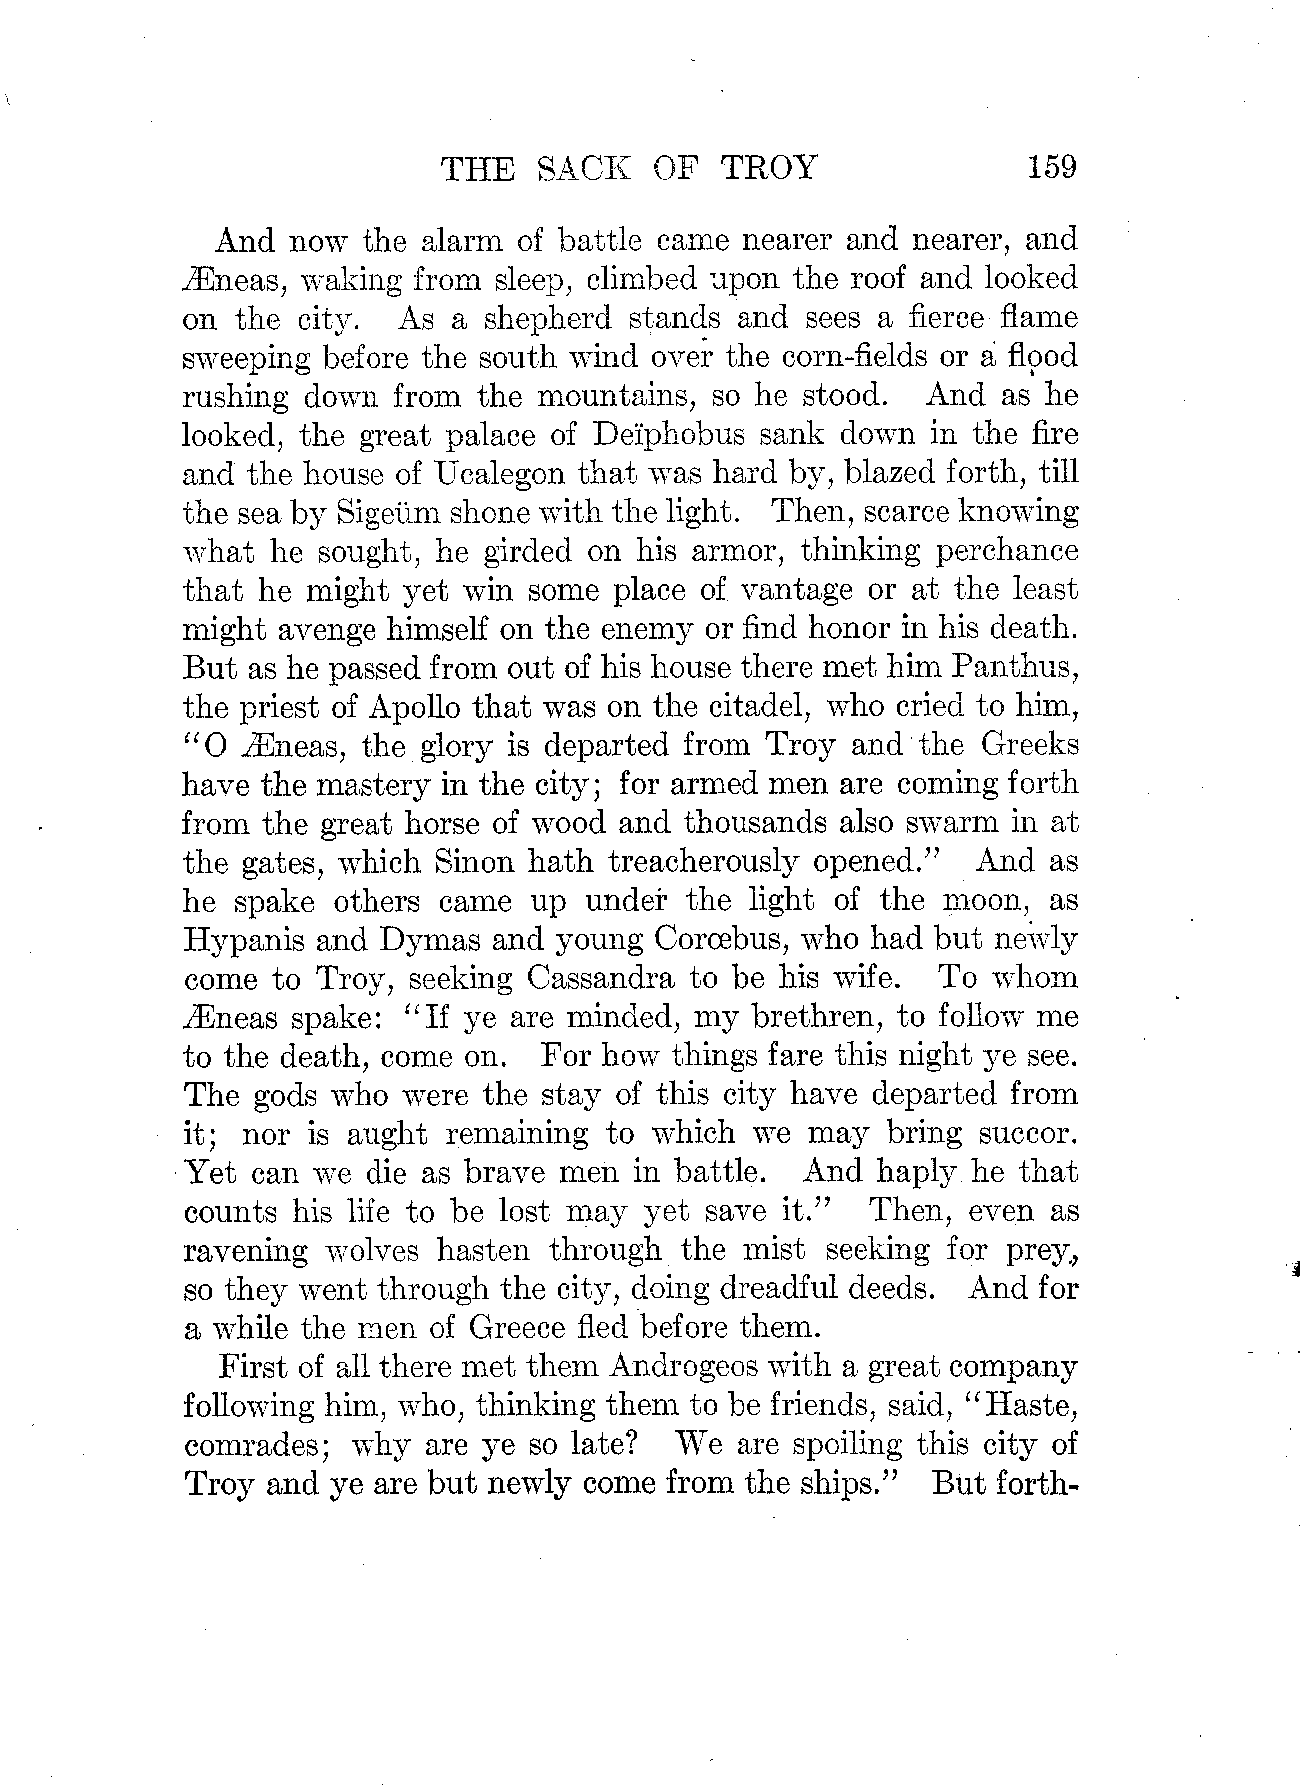 THE SACK OF TROY 159
And now the alarm of battle came nearer and nearer, and
Æneas, waking from sleep, climbed upon the roof and looked
on the city. As a shepherd stands and sees a fierce flame
sweeping before the south wind over the corn-fields or a flood
rushing down from the mountains, so he stood. And as he
looked, the great palace of Deïphobus sank down in the fire
and the house of Ucalegon that was hard by, blazed forth, till
the sea by Sigeüm shone with the light. Then, scarce knowing
what he sought, he girded on his armor, thinking perchance
that he might yet win some place of vantage or at the least
might avenge himself on the enemy or find honor in his death.
But as he passed from out of his house there met him Panthus,
the priest of Apollo that was on the citadel, who cried to him,
“O Æneas, the glory is departed from Troy and the Greeks
have the mastery in the city; for armed men are coming forth
from the great horse of wood and thousands also swarm in at
the gates, which Sinon hath treacherously opened.” And as
he spake others came up under the light of the moon, as
Hypanis and Dymas and young Corœbus, who had but newly
come to Troy, seeking Cassandra to be his wife. To whom
Æneas spake: “If ye are minded, my brethren, to follow me
to the death, come on. For how things fare this night ye see.
The gods who were the stay of this city have departed from
it; nor is aught remaining to which we may bring succor.
Yet can we die as brave men in battle. And haply he that
counts his life to be lost may yet save it.” Then, even as
ravening wolves hasten through the mist seeking for prey,
so they went through the city, doing dreadful deeds. And for
a while the men of Greece fled before them.
First of all there met them Androgeos with a great company
following him, who, thinking them to be friends, said, “Haste,
comrades; why are ye so late? We are spoiling this city of
Troy and ye are but newly come from the ships.” But forth-